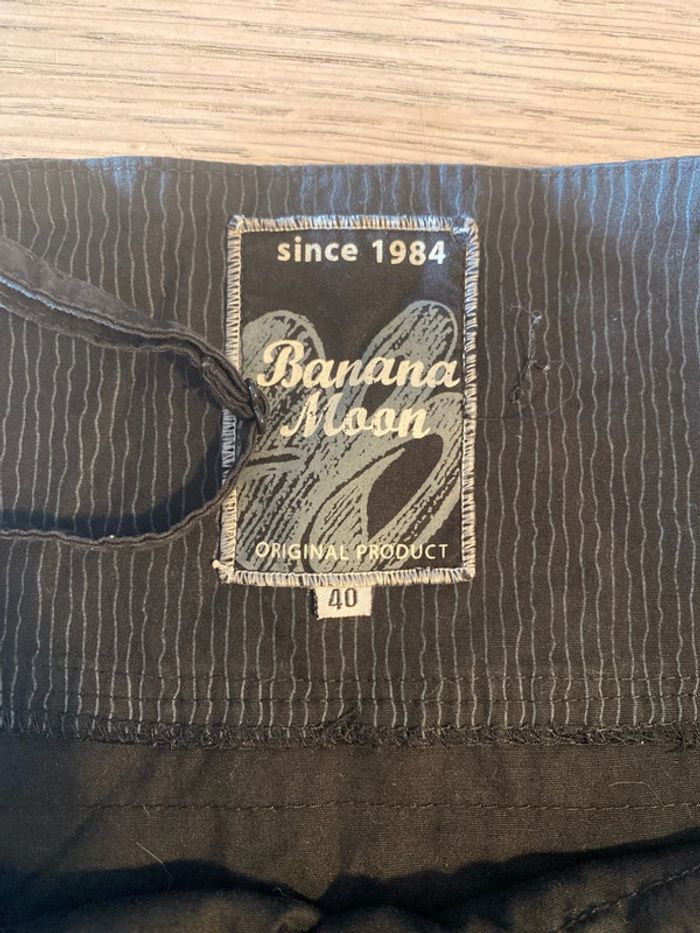 since 1984
Banana
Moon
ORIGINAL PRODUCT
40